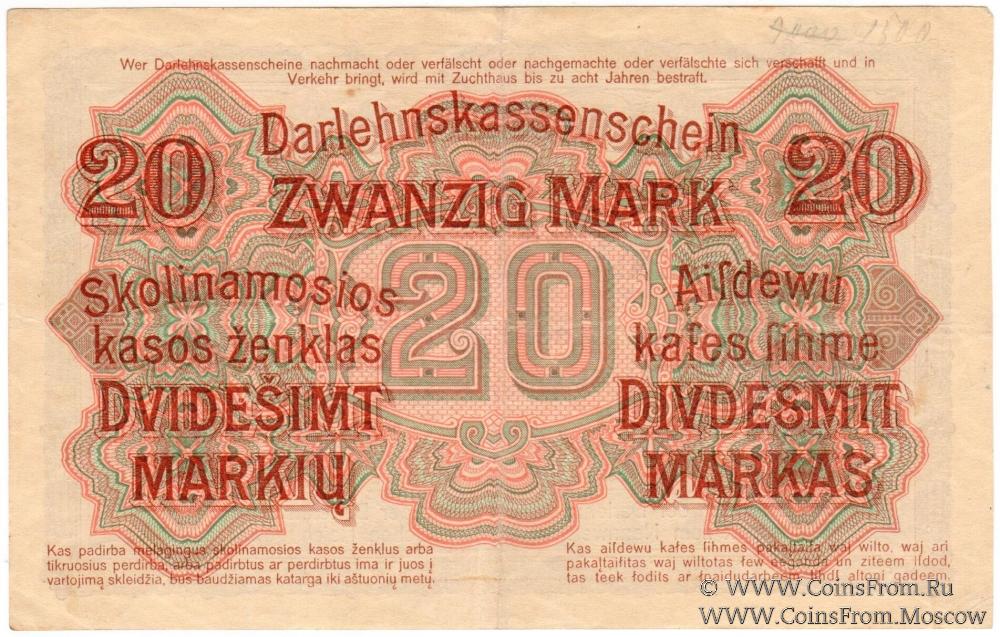 Wer Darlehnskassenscheine nachmacht oder verfälscht oder nachgemachte oder verfälschte sich verschafft und in
Verkehr bringt, wird mit Zuchthaus bis zu acht Jahren bestraft.
20 Darlehnskassenschein 20
ZWANZIG MARK
20
Skolinamosios
kasos ženklas
DVIDEŠIMT
MARKIŲ
Aiſdewu
kaſes ſihme
DIVDESMIT
MARKAS
Kas padirba melagingus skolinamosios kasos ženklus arba
tikruosius perdirba, arba padirbtus ar perdirbtus ima ir juos į
vartojimą skleidžia, bus baudžiamas katarga iki aštuonių metų.
Kas aiſdewu kaſes ſihmes pakaltaita waj wilto, waj ari
pakaltaifitas waj wiltotas ſew eegahda un ziteem iſdod,
tas teek ſodits ar ſpaidudarbeem lihdſ aſtoņi gadeem.
WWW.CoinsFrom.Ru
WWW.CoinsFrom.Moscow